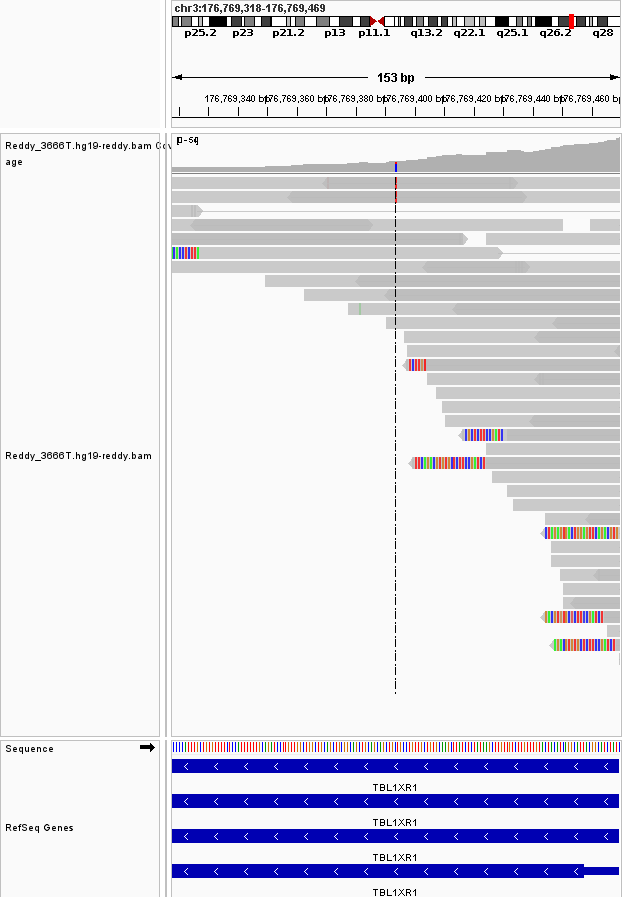 chr3:176,769,318-176,769,469
p25.2 p23 p21.2 p13 p11.1 q13.2 q22.1 q25.1 q26.2 q28
153 bp
176,769,340 bp 176,769,360 bp 176,769,380 bp 176,769,400 bp 176,769,420 bp 176,769,440 bp 176,769,460 bp
[0-54]
Reddy_3666T.hg19-reddy.bam Cov
age
Reddy_3666T.hg19-reddy.bam
Sequence
TBL1XR1
TBL1XR1
RefSeq Genes
TBL1XR1
TBL1XR1